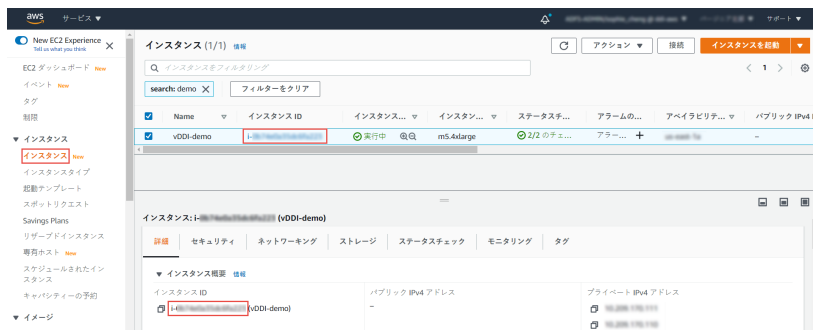 aws サービス ▼ サポート ▼
New EC2 Experience
Tell us what you think
EC2 ダッシュボード New
イベント New
タグ
制限
▼ インスタンス
インスタンス New
インスタンスタイプ
起動テンプレート
スポットリクエスト
Savings Plans
リザーブドインスタンス
専有ホスト New
スケジュールされたイン
スタンス
キャパシティーの予約
▼ イメージ
インスタンス (1/1) 情報
アクション ▼ 接続 インスタンスを起動 ▼
インスタンスをフィルタリング
1
search: demo フィルターをクリア
Name インスタンス ID インスタンス... インスタン... ステータスチ... アラームの... アベイラビリテ... パブリック IPv4
vDDI-demo i- 実行中 m5.4xlarge 2/2 のチェ... アラー... + –
インスタンス: i- (vDDI-demo)
詳細 セキュリティ ネットワーキング ストレージ ステータスチェック モニタリング タグ
▼ インスタンス概要 情報
インスタンス ID パブリック IPv4 アドレス プライベート IPv4 アドレス
i- (vDDI-demo) –